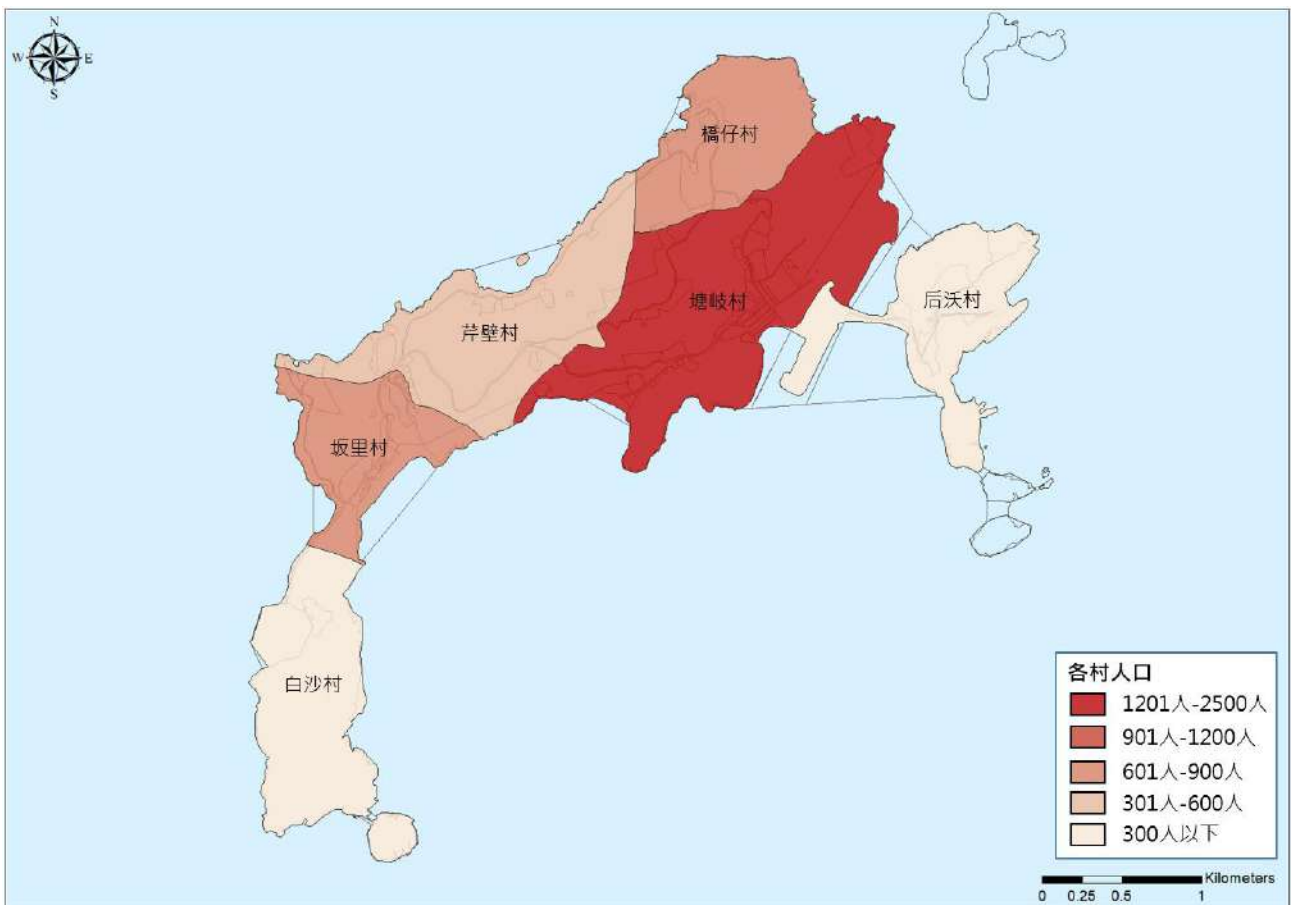 N
W E
S
橋仔村
塘岐村
后沃村
芹壁村
坂里村
白沙村
各村人口
1201人-2500人
901人-1200人
601人-900人
301人-600人
300人以下
Kilometers
0 0.25 0.5 1